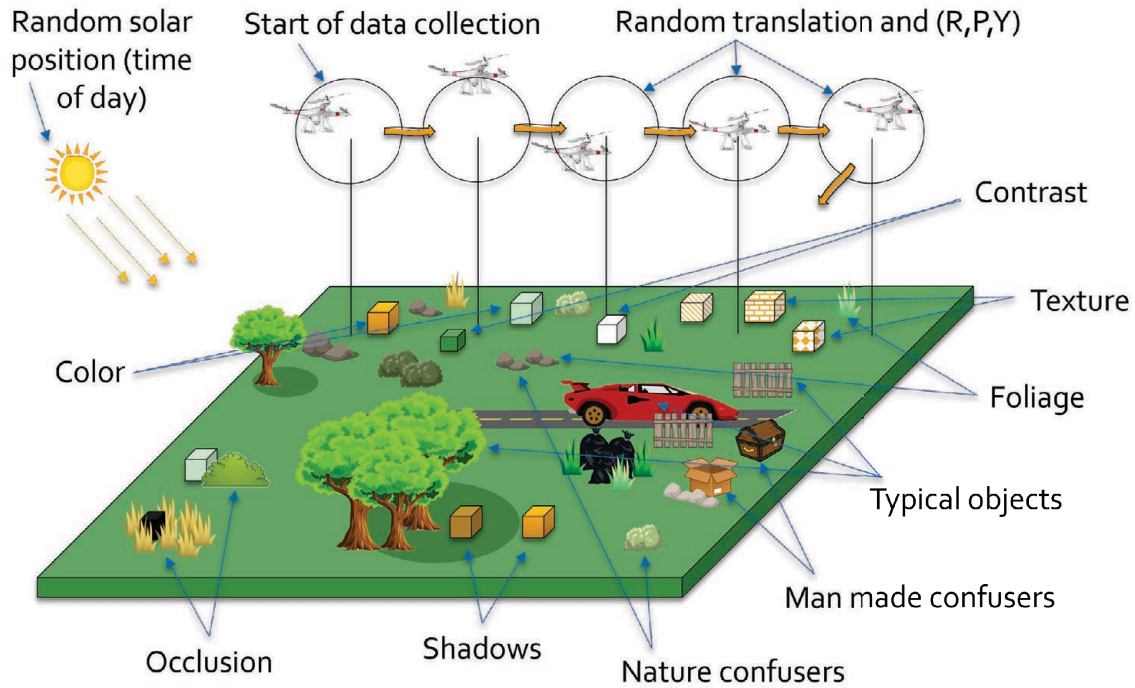 Random solar
position (time
of day)
Start of data collection
Random translation and (R,P,Y)
Contrast
Texture
Color
Foliage
Typical objects
Man made confusers
Shadows
Occlusion
Nature confusers